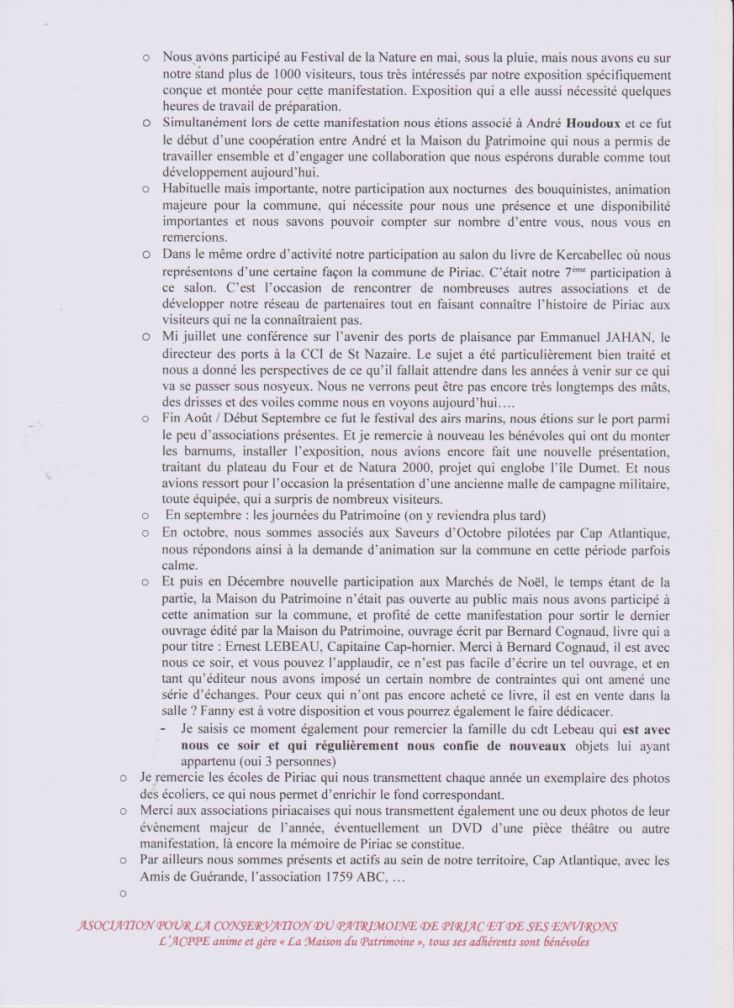 o Nous avons participé au Festival de la Nature en mai, sous la pluie, mais nous avons eu sur
notre stand plus de 1000 visiteurs, tous très intéressés par notre exposition spécifiquement
conçue et montée pour cette manifestation. Exposition qui a elle aussi nécessité quelques
heures de travail de préparation.
o Simultanément lors de cette manifestation nous étions associé à André Houdoux et ce fut
le début d'une coopération entre André et la Maison du Patrimoine qui nous a permis de
travailler ensemble et d'engager une collaboration que nous espérons durable comme tout
développement aujourd'hui.
o Habituelle mais importante, notre participation aux nocturnes des bouquinistes, animation
majeure pour la commune, qui nécessite pour nous une présence et une disponibilité
importantes et nous savons pouvoir compter sur nombre d'entre vous, nous vous en
remercions.
o Dans le même ordre d'activité notre participation au salon du livre de Kercabellec où nous
représentons d'une certaine façon la commune de Piriac. C'était notre 7ème participation à
ce salon. C'est l'occasion de rencontrer de nombreuses autres associations et de
développer notre réseau de partenaires tout en faisant connaître l'histoire de Piriac aux
visiteurs qui ne la connaîtraient pas.
o Mi juillet une conférence sur l'avenir des ports de plaisance par Emmanuel JAHAN, le
directeur des ports à la CCI de St Nazaire. Le sujet a été particulièrement bien traité et
nous a donné les perspectives de ce qu'il fallait attendre dans les années à venir sur ce qui
va se passer sous nosyeux. Nous ne verrons peut être pas encore très longtemps des mâts,
des drisses et des voiles comme nous en voyons aujourd'hui….
o Fin Août / Début Septembre ce fut le festival des airs marins, nous étions sur le port parmi
le peu d'associations présentes. Et je remercie à nouveau les bénévoles qui ont du monter
les barnums, installer l'exposition, nous avions encore fait une nouvelle présentation,
traitant du plateau du Four et de Natura 2000, projet qui englobe l'île Dumet. Et nous
avions ressort pour l'occasion la présentation d'une ancienne malle de campagne militaire,
toute équipée, qui a surpris de nombreux visiteurs.
o En septembre : les journées du Patrimoine (on y reviendra plus tard)
o En octobre, nous sommes associés aux Saveurs d'Octobre pilotées par Cap Atlantique,
nous répondons ainsi à la demande d'animation sur la commune en cette période parfois
calme.
o Et puis en Décembre nouvelle participation aux Marchés de Noël, le temps étant de la
partie, la Maison du Patrimoine n'était pas ouverte au public mais nous avons participé à
cette animation sur la commune, et profité de cette manifestation pour sortir le dernier
ouvrage édité par la Maison du Patrimoine, ouvrage écrit par Bernard Cognaud, livre qui a
pour titre : Ernest LEBEAU, Capitaine Cap-hornier. Merci à Bernard Cognaud, il est avec
nous ce soir, et vous pouvez l'applaudir, ce n'est pas facile d'écrire un tel ouvrage, et en
tant qu'éditeur nous avons imposé un certain nombre de contraintes qui ont amené une
série d'échanges. Pour ceux qui n'ont pas encore acheté ce livre, il est en vente dans la
salle ? Fanny est à votre disposition et vous pourrez également le faire dédicacer.
- Je saisis ce moment également pour remercier la famille du cdt Lebeau qui est avec
nous ce soir et qui régulièrement nous confie de nouveaux objets lui ayant
appartenu (oui 3 personnes)
o Je remercie les écoles de Piriac qui nous transmettent chaque année un exemplaire des photos
des écoliers, ce qui nous permet d'enrichir le fond correspondant.
o Merci aux associations piriacaises qui nous transmettent également une ou deux photos de leur
évènement majeur de l'année, éventuellement un DVD d'une pièce théâtre ou autre
manifestation, là encore la mémoire de Piriac se constitue.
o Par ailleurs nous sommes présents et actifs au sein de notre territoire, Cap Atlantique, avec les
Amis de Guérande, l'association 1759 ABC, …
o
ASOCIATION POUR LA CONSERVATION DU PATRIMOINE DE PIRIAC ET DE SES ENVIRONS
L'ACPPE anime et gère « La Maison du Patrimoine », tous ses adhérents sont bénévoles